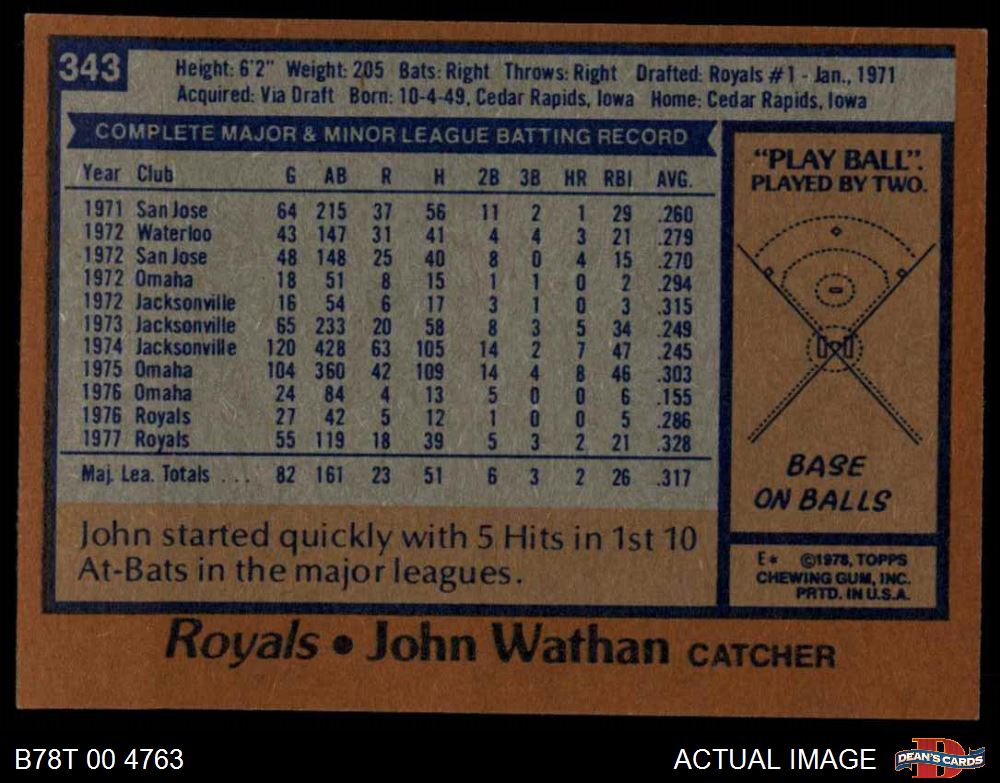 343
Height: 6'2" Weight: 205 Bats: Right Throws: Right Drafted: Royals #1 - Jan., 1971
Acquired: Via Draft Born: 10-4-49, Cedar Rapids, Iowa Home: Cedar Rapids, Iowa
COMPLETE MAJOR & MINOR LEAGUE BATTING RECORD
Year Club G AB R H 2B 3B HR RBI AVG.
1971 San Jose 64 215 37 56 11 2 1 29 .260
1972 Waterloo 43 147 31 41 4 4 3 21 .279
1972 San Jose 48 148 25 40 8 0 4 15 .270
1972 Omaha 18 51 8 15 1 1 0 2 .294
1972 Jacksonville 16 54 6 17 3 1 0 3 .315
1973 Jacksonville 65 233 20 58 8 3 5 34 .249
1974 Jacksonville 120 428 63 105 14 2 7 47 .245
1975 Omaha 104 360 42 109 14 4 8 46 .303
1976 Omaha 24 84 4 13 5 0 0 6 .155
1976 Royals 27 42 5 12 1 0 0 5 .286
1977 Royals 55 119 18 39 5 3 2 21 .328
Maj. Lea. Totals ... 82 161 23 51 6 3 2 26 .317
John started quickly with 5 Hits in 1st 10
At-Bats in the major leagues.
"PLAY BALL".
PLAYED BY TWO.
BASE
ON BALLS
E* ©1978, TOPPS
CHEWING GUM, INC.
PRTD. IN U.S.A.
Royals • John Wathan CATCHER
B78T 00 4763
ACTUAL IMAGE
D
DEAN'S CARDS